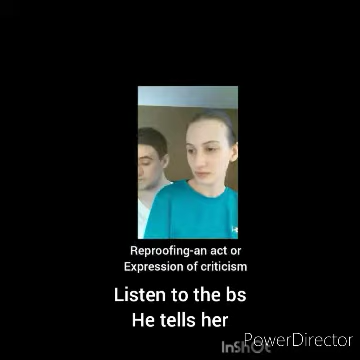 Reproofing-an act or
Expression of criticism
Listen to the bs
He tells her
PowerDirector
InShOt